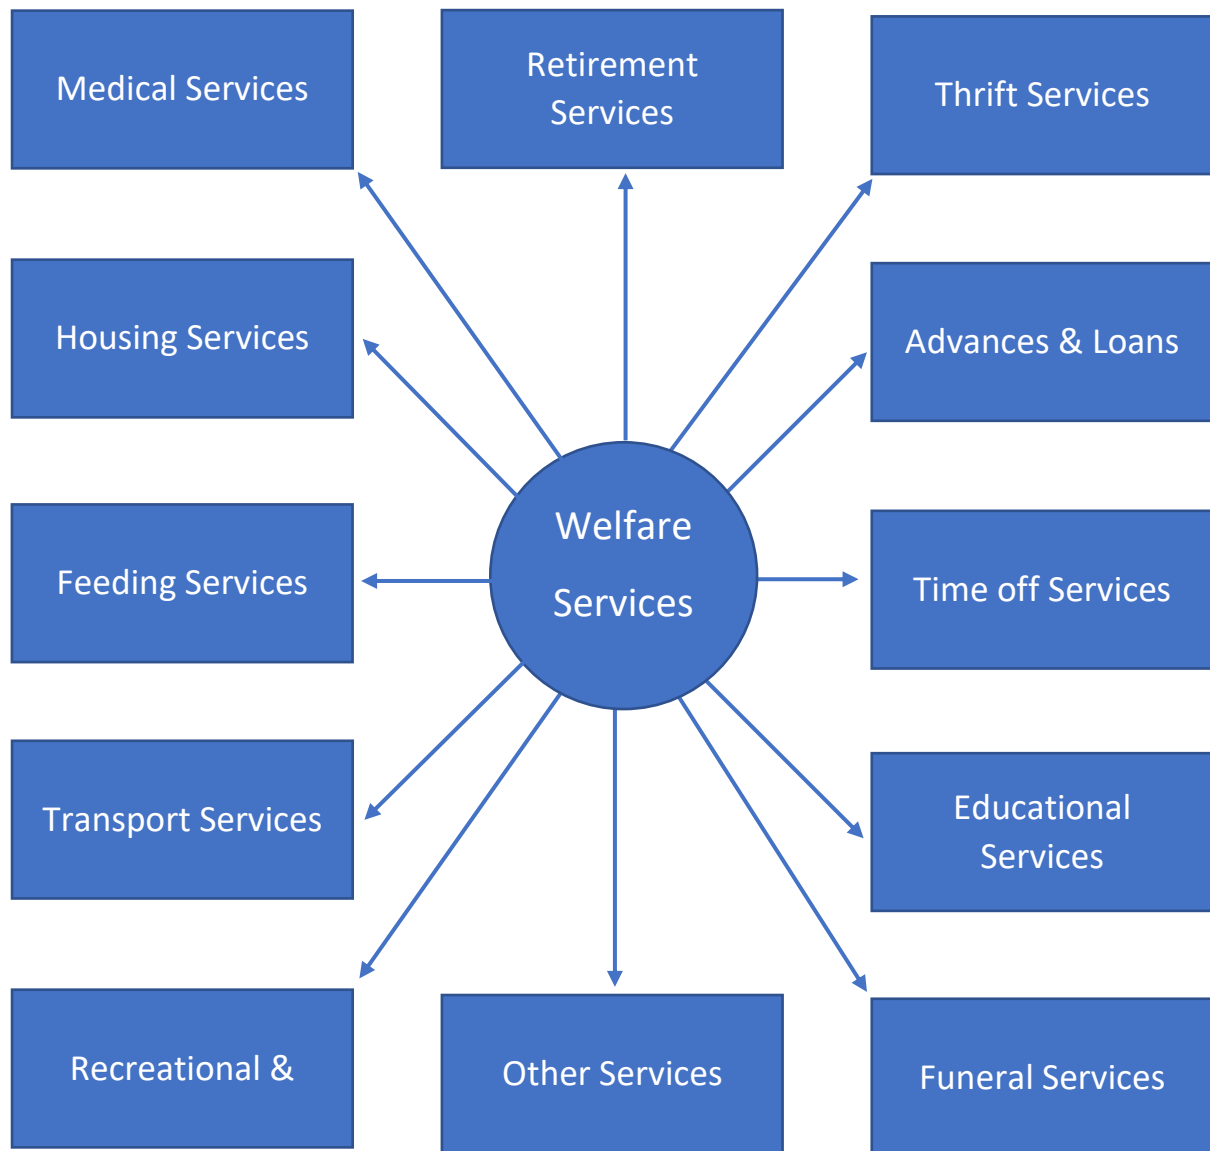 Medical Services
Retirement
Services
Thrift Services
Housing Services
Advances & Loans
Welfare
Services
Feeding Services
Time off Services
Transport Services
Educational
Services
Recreational &
Other Services
Funeral Services